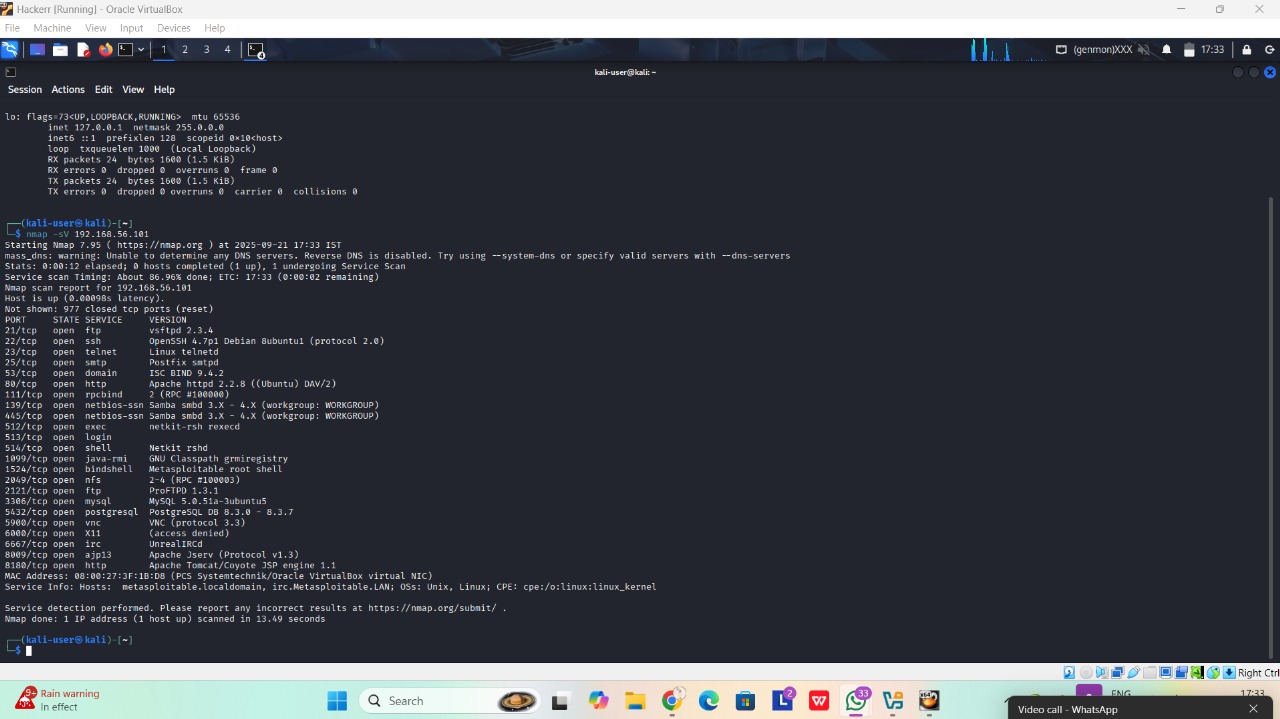 Hackerr [Running] - Oracle VirtualBox
File Machine View Input Devices Help
1 2 3 4 (genmon)XXX 17:33
kali-user@kali: ~
Session Actions Edit View Help
lo: flags=73<UP,LOOPBACK,RUNNING>  mtu 65536
        inet 127.0.0.1  netmask 255.0.0.0
        inet6 ::1  prefixlen 128  scopeid 0×10<host>
        loop  txqueuelen 1000  (Local Loopback)
        RX packets 24  bytes 1600 (1.5 KiB)
        RX errors 0  dropped 0  overruns 0  frame 0
        TX packets 24  bytes 1600 (1.5 KiB)
        TX errors 0  dropped 0 overruns 0  carrier 0  collisions 0
┌──(kali-user㉿kali)-[~]
└─$ nmap -sV 192.168.56.101
Starting Nmap 7.95 ( https://nmap.org ) at 2025-09-21 17:33 IST
mass_dns: warning: Unable to determine any DNS servers. Reverse DNS is disabled. Try using --system-dns or specify valid servers with --dns-servers
Stats: 0:00:12 elapsed; 0 hosts completed (1 up), 1 undergoing Service Scan
Service scan Timing: About 86.96% done; ETC: 17:33 (0:00:02 remaining)
Nmap scan report for 192.168.56.101
Host is up (0.00098s latency).
Not shown: 977 closed tcp ports (reset)
PORT     STATE SERVICE     VERSION
21/tcp   open  ftp         vsftpd 2.3.4
22/tcp   open  ssh         OpenSSH 4.7p1 Debian 8ubuntu1 (protocol 2.0)
23/tcp   open  telnet      Linux telnetd
25/tcp   open  smtp        Postfix smtpd
53/tcp   open  domain      ISC BIND 9.4.2
80/tcp   open  http        Apache httpd 2.2.8 ((Ubuntu) DAV/2)
111/tcp  open  rpcbind     2 (RPC #100000)
139/tcp  open  netbios-ssn Samba smbd 3.X - 4.X (workgroup: WORKGROUP)
445/tcp  open  netbios-ssn Samba smbd 3.X - 4.X (workgroup: WORKGROUP)
512/tcp  open  exec        netkit-rsh rexecd
513/tcp  open  login
514/tcp  open  shell       Netkit rshd
1099/tcp open  java-rmi    GNU Classpath grmiregistry
1524/tcp open  bindshell   Metasploitable root shell
2049/tcp open  nfs         2-4 (RPC #100003)
2121/tcp open  ftp         ProFTPD 1.3.1
3306/tcp open  mysql       MySQL 5.0.51a-3ubuntu5
5432/tcp open  postgresql  PostgreSQL DB 8.3.0 - 8.3.7
5900/tcp open  vnc         VNC (protocol 3.3)
6000/tcp open  X11         (access denied)
6667/tcp open  irc         UnrealIRCd
8009/tcp open  ajp13       Apache Jserv (Protocol v1.3)
8180/tcp open  http        Apache Tomcat/Coyote JSP engine 1.1
MAC Address: 08:00:27:3F:1B:D8 (PCS Systemtechnik/Oracle VirtualBox virtual NIC)
Service Info: Hosts:  metasploitable.localdomain, irc.Metasploitable.LAN; OSs: Unix, Linux; CPE: cpe:/o:linux:linux_kernel
Service detection performed. Please report any incorrect results at https://nmap.org/submit/ .
Nmap done: 1 IP address (1 host up) scanned in 13.49 seconds
┌──(kali-user㉿kali)-[~]
└─$
Right Ctrl
9+ Rain warning
In effect
Search
2
33
ENG
17:33
Video call - WhatsApp